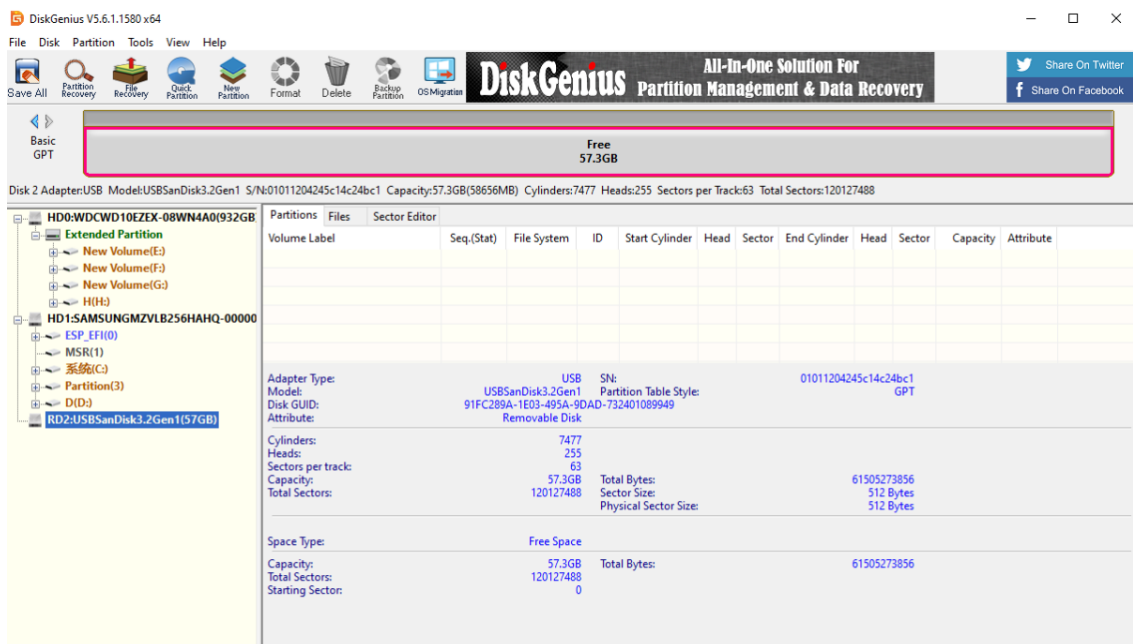 DiskGenius V5.6.1.1580 x64
File Disk Partition Tools View Help
Save All Partition Recovery File Recovery Quick Partition New Partition Format Delete Backup Partition OS Migration
DiskGenius All-In-One Solution For Partition Management & Data Recovery
Share On Twitter
Share On Facebook
Basic
GPT
Free
57.3GB
Disk 2 Adapter:USB Model:USBSanDisk3.2Gen1 S/N:01011204245c14c24bc1 Capacity:57.3GB(58656MB) Cylinders:7477 Heads:255 Sectors per Track:63 Total Sectors:120127488
HD0:WDCWD10EZEX-08WN4A0(932GB
Extended Partition
New Volume(E:)
New Volume(F:)
New Volume(G:)
H(H:)
HD1:SAMSUNGMZVLB256HAHQ-00000
ESP_EFI(0)
MSR(1)
系统(C:)
Partition(3)
D(D:)
RD2:USBSanDisk3.2Gen1(57GB)
Partitions Files Sector Editor
Volume Label Seq.(Stat) File System ID Start Cylinder Head Sector End Cylinder Head Sector Capacity Attribute
Adapter Type: USB SN: 01011204245c14c24bc1
Model: USBSanDisk3.2Gen1 Partition Table Style: GPT
Disk GUID: 91FC289A-1E03-495A-9DAD-732401089949
Attribute: Removable Disk
Cylinders: 7477
Heads: 255
Sectors per track: 63
Capacity: 57.3GB Total Bytes: 61505273856
Total Sectors: 120127488 Sector Size: 512 Bytes
Physical Sector Size: 512 Bytes
Space Type: Free Space
Capacity: 57.3GB Total Bytes: 61505273856
Total Sectors: 120127488
Starting Sector: 0